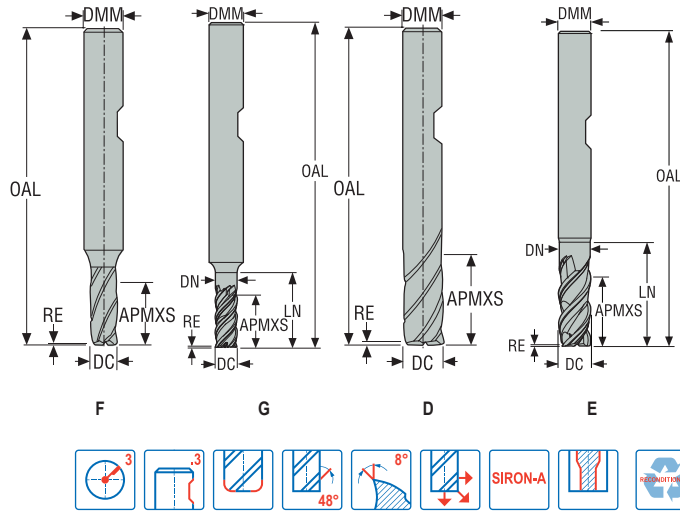 DMM
DMM
DMM
DMM
OAL
OAL
OAL
OAL
DN
DN
RE
APMXS
RE
APMXS
LN
RE
APMXS
RE
APMXS
LN
DC
DC
DC
DC
F
G
D
E
3
.3
48°
8°
SIRON-A
RECONDITION